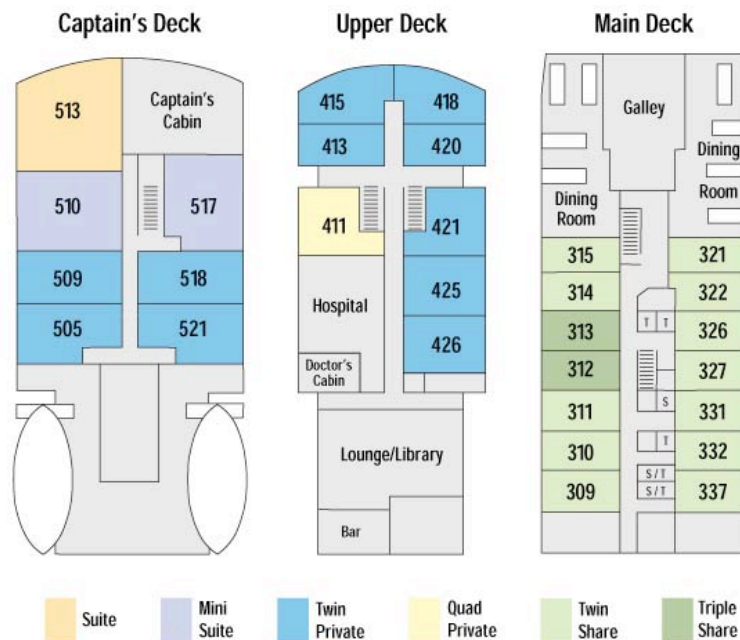 Captain's Deck
513
Captain's
Cabin
510
517
509
518
505
521
Upper Deck
415
418
413
420
411
421
Hospital
425
Doctor's
Cabin
426
Lounge/Library
Bar
Main Deck
Galley
Dining
Room
Dining
Room
315
321
314
322
313
T T
326
312
327
311
S
331
310
T
332
S/T
309
S/T
337
Suite
Mini
Suite
Twin
Private
Quad
Private
Twin
Share
Triple
Share